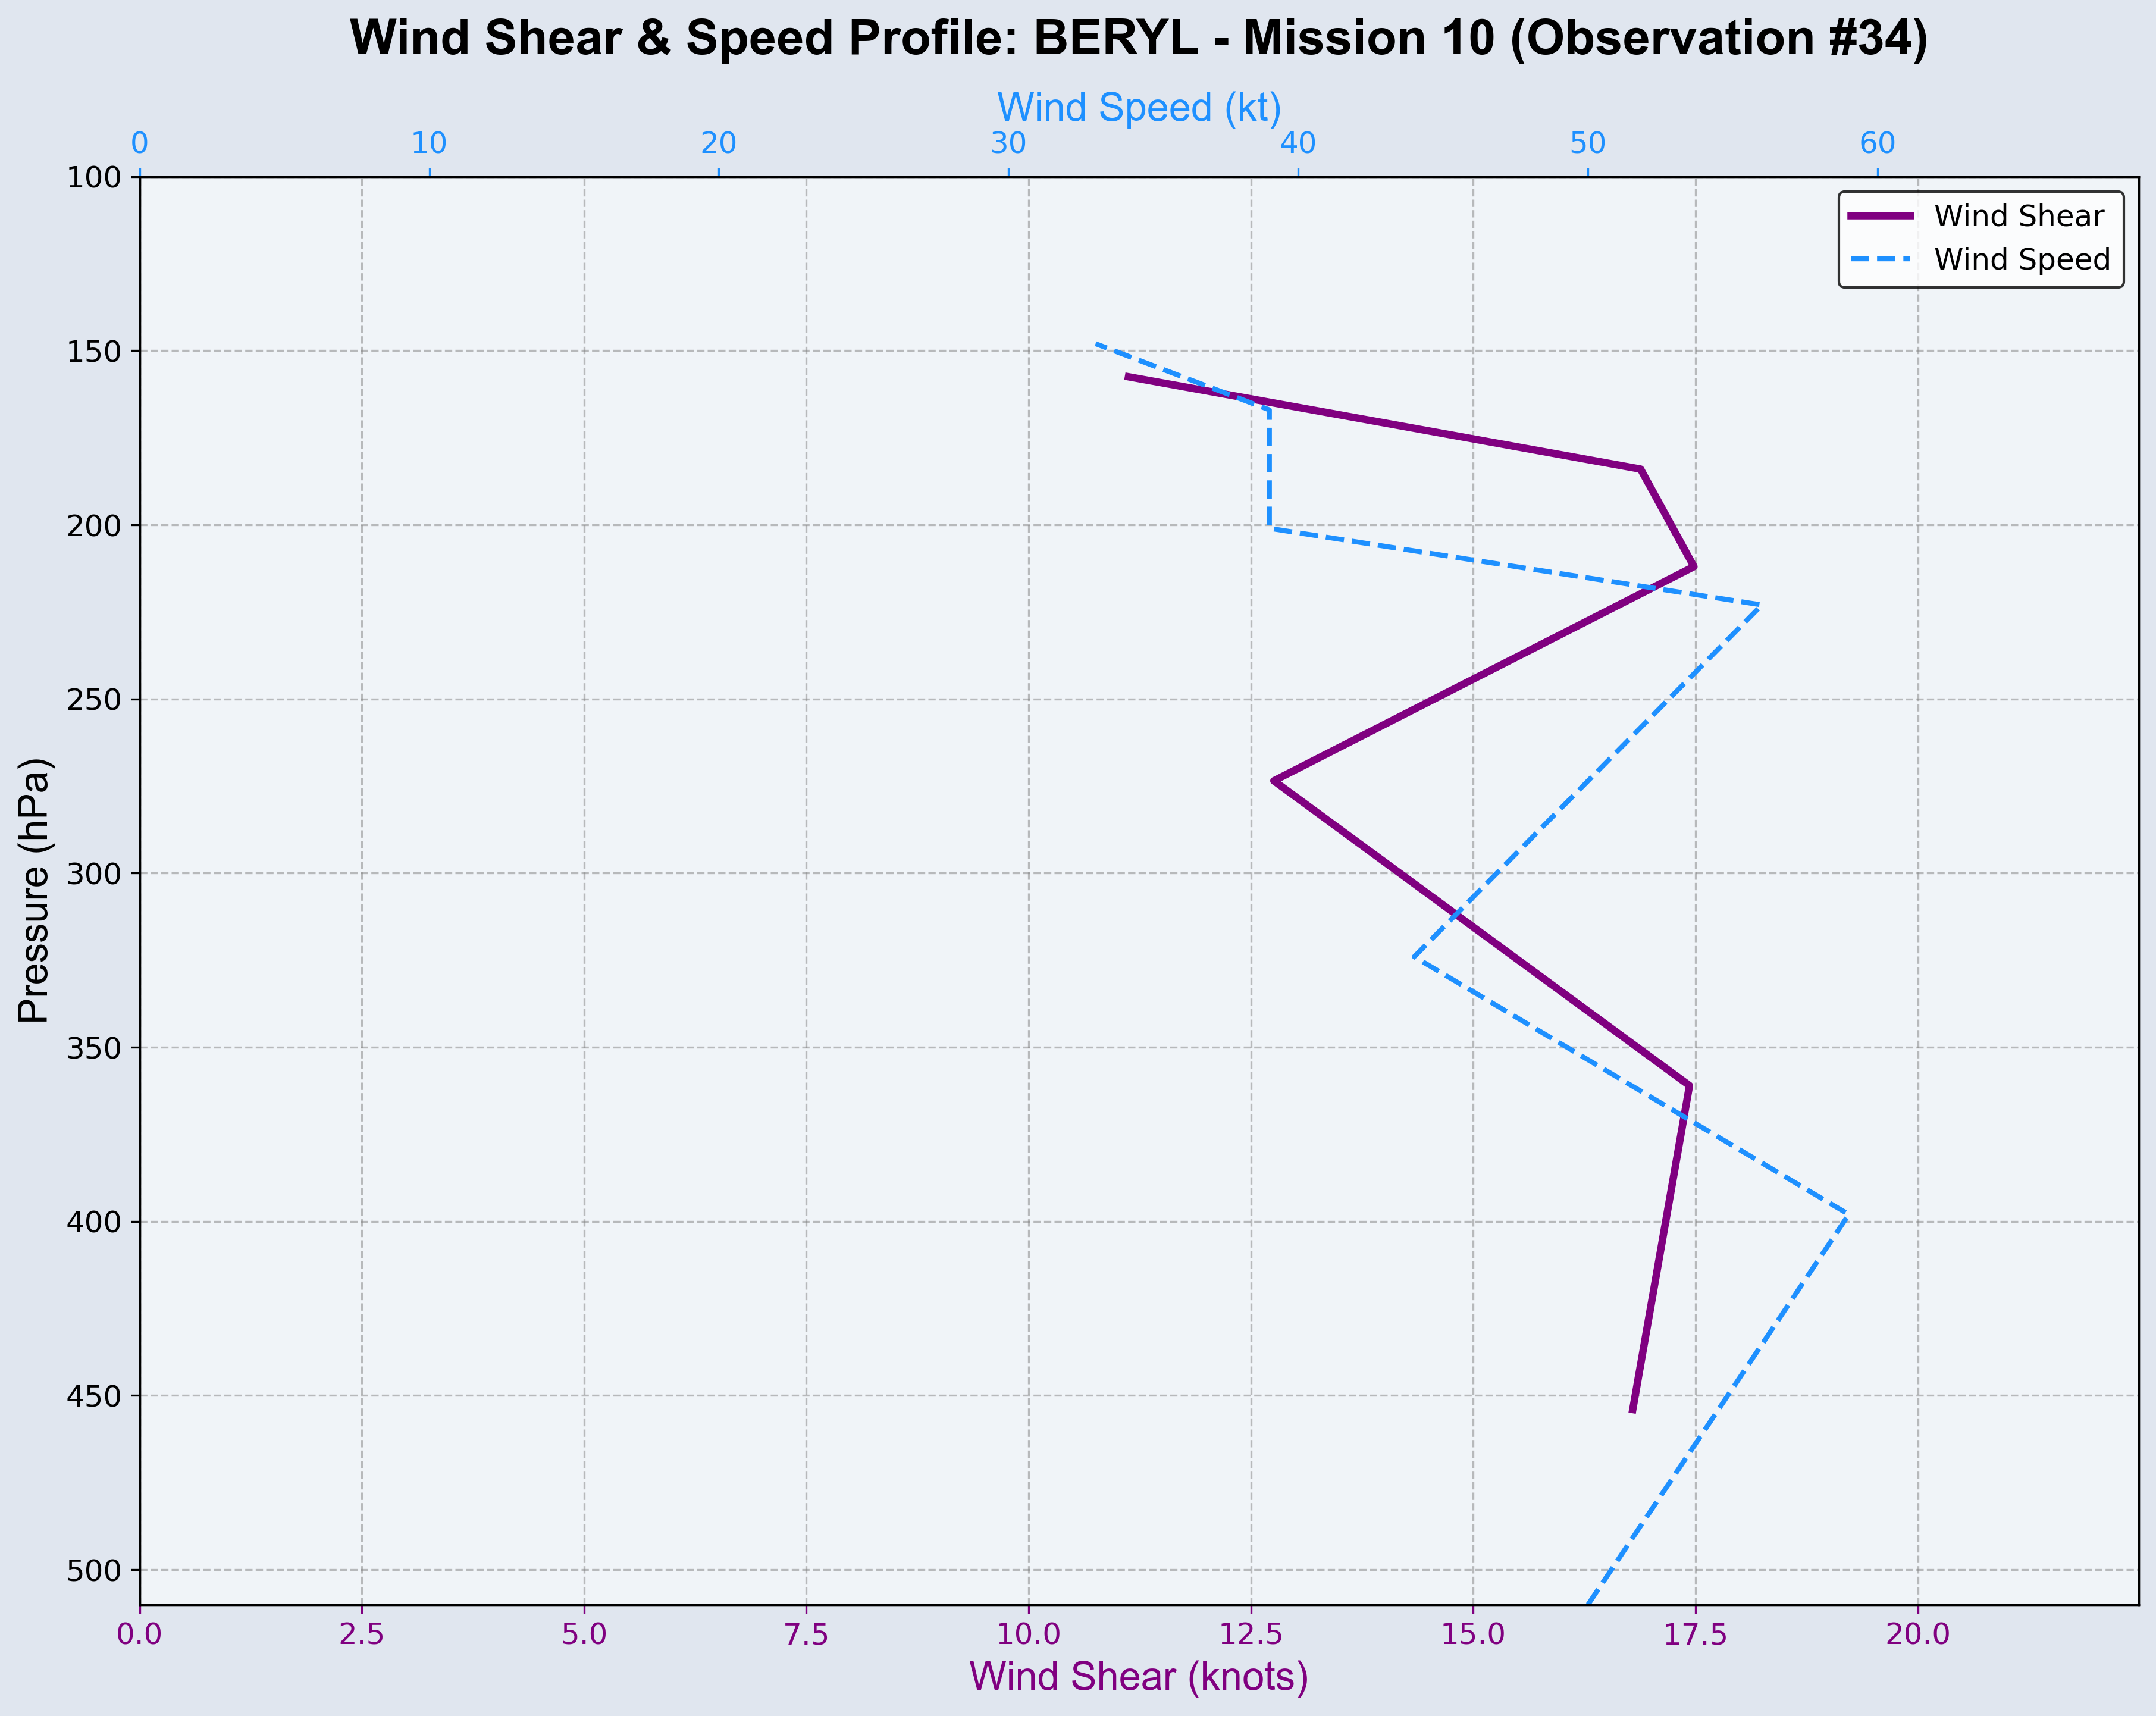 Wind Shear & Speed Profile: BERYL - Mission 10 (Observation #34)
Wind Speed (kt)
0 10 20 30 40 50 60
Wind Shear
Wind Speed
Pressure (hPa)
100
150
200
250
300
350
400
450
500
0.0 2.5 5.0 7.5 10.0 12.5 15.0 17.5 20.0
Wind Shear (knots)